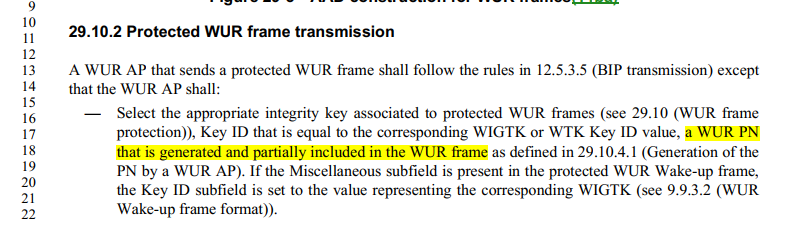 9
10
11
12
13
14
15
16
17
18
19
20
21
22
29.10.2 Protected WUR frame transmission
A WUR AP that sends a protected WUR frame shall follow the rules in 12.5.3.5 (BIP transmission) except
that the WUR AP shall:
— Select the appropriate integrity key associated to protected WUR frames (see 29.10 (WUR frame
protection)), Key ID that is equal to the corresponding WIGTK or WTK Key ID value, a WUR PN
that is generated and partially included in the WUR frame as defined in 29.10.4.1 (Generation of the
PN by a WUR AP). If the Miscellaneous subfield is present in the protected WUR Wake-up frame,
the Key ID subfield is set to the value representing the corresponding WIGTK (see 9.9.3.2 (WUR
Wake-up frame format)).